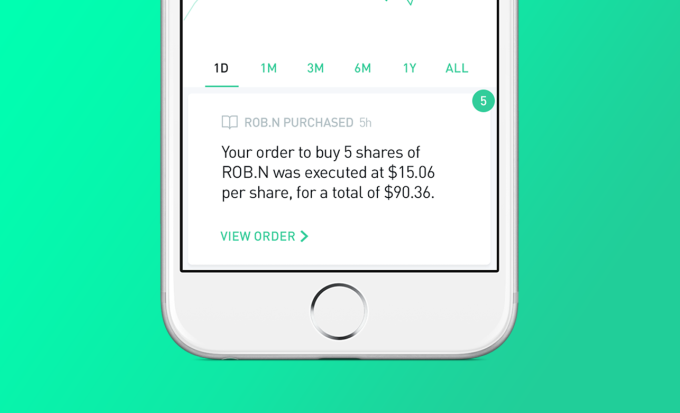 1D 1M 3M 6M 1Y ALL
5
ROB.N PURCHASED 5h
Your order to buy 5 shares of
ROB.N was executed at $15.06
per share, for a total of $90.36.
VIEW ORDER